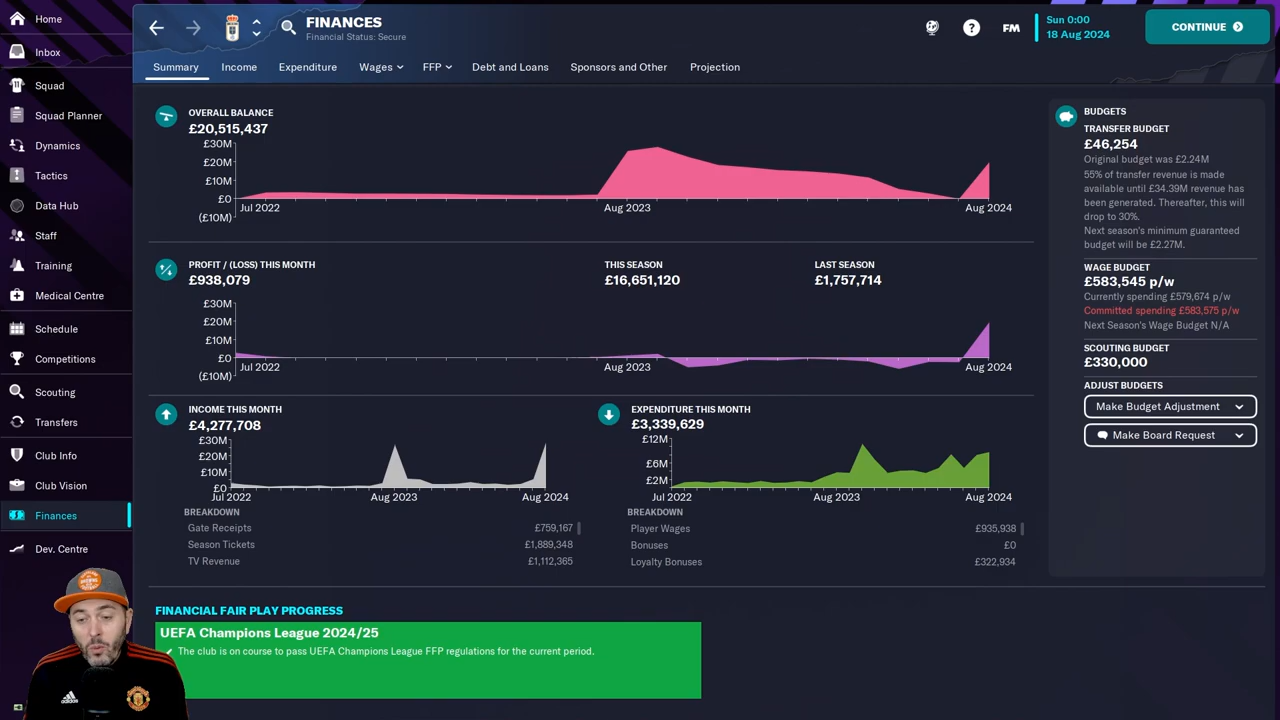 Home
Inbox
Squad
Squad Planner
Dynamics
Tactics
Data Hub
Staff
Training
Medical Centre
Schedule
Competitions
Scouting
Transfers
Club Info
Club Vision
Finances
Dev. Centre
FINANCES
Financial Status: Secure
?
FM
Sun 0:00
18 Aug 2024
CONTINUE
Summary
Income
Expenditure
Wages
FFP
Debt and Loans
Sponsors and Other
Projection
OVERALL BALANCE
£20,515,437
£30M
£20M
£10M
£0
(£10M)
Jul 2022
Aug 2023
Aug 2024
PROFIT / (LOSS) THIS MONTH
£938,079
THIS SEASON
£16,651,120
LAST SEASON
£1,757,714
£30M
£20M
£10M
£0
(£10M)
Jul 2022
Aug 2023
Aug 2024
INCOME THIS MONTH
£4,277,708
£30M
£20M
£10M
£0
Jul 2022
Aug 2023
Aug 2024
BREAKDOWN
Gate Receipts £759,167
Season Tickets £1,889,348
TV Revenue £1,112,365
EXPENDITURE THIS MONTH
£3,339,629
£12M
£6M
£2M
Jul 2022
Aug 2023
Aug 2024
BREAKDOWN
Player Wages £935,938
Bonuses £0
Loyalty Bonuses £322,934
FINANCIAL FAIR PLAY PROGRESS
UEFA Champions League 2024/25
The club is on course to pass UEFA Champions League FFP regulations for the current period.
BUDGETS
TRANSFER BUDGET
£46,254
Original budget was £2.24M
55% of transfer revenue is made
available until £34.39M revenue has
been generated. Thereafter, this will
drop to 30%.
Next season's minimum guaranteed
budget will be £2.27M.
WAGE BUDGET
£583,545 p/w
Currently spending £579,674 p/w
Committed spending £583,575 p/w
Next Season's Wage Budget N/A
SCOUTING BUDGET
£330,000
ADJUST BUDGETS
Make Budget Adjustment
Make Board Request
adidas